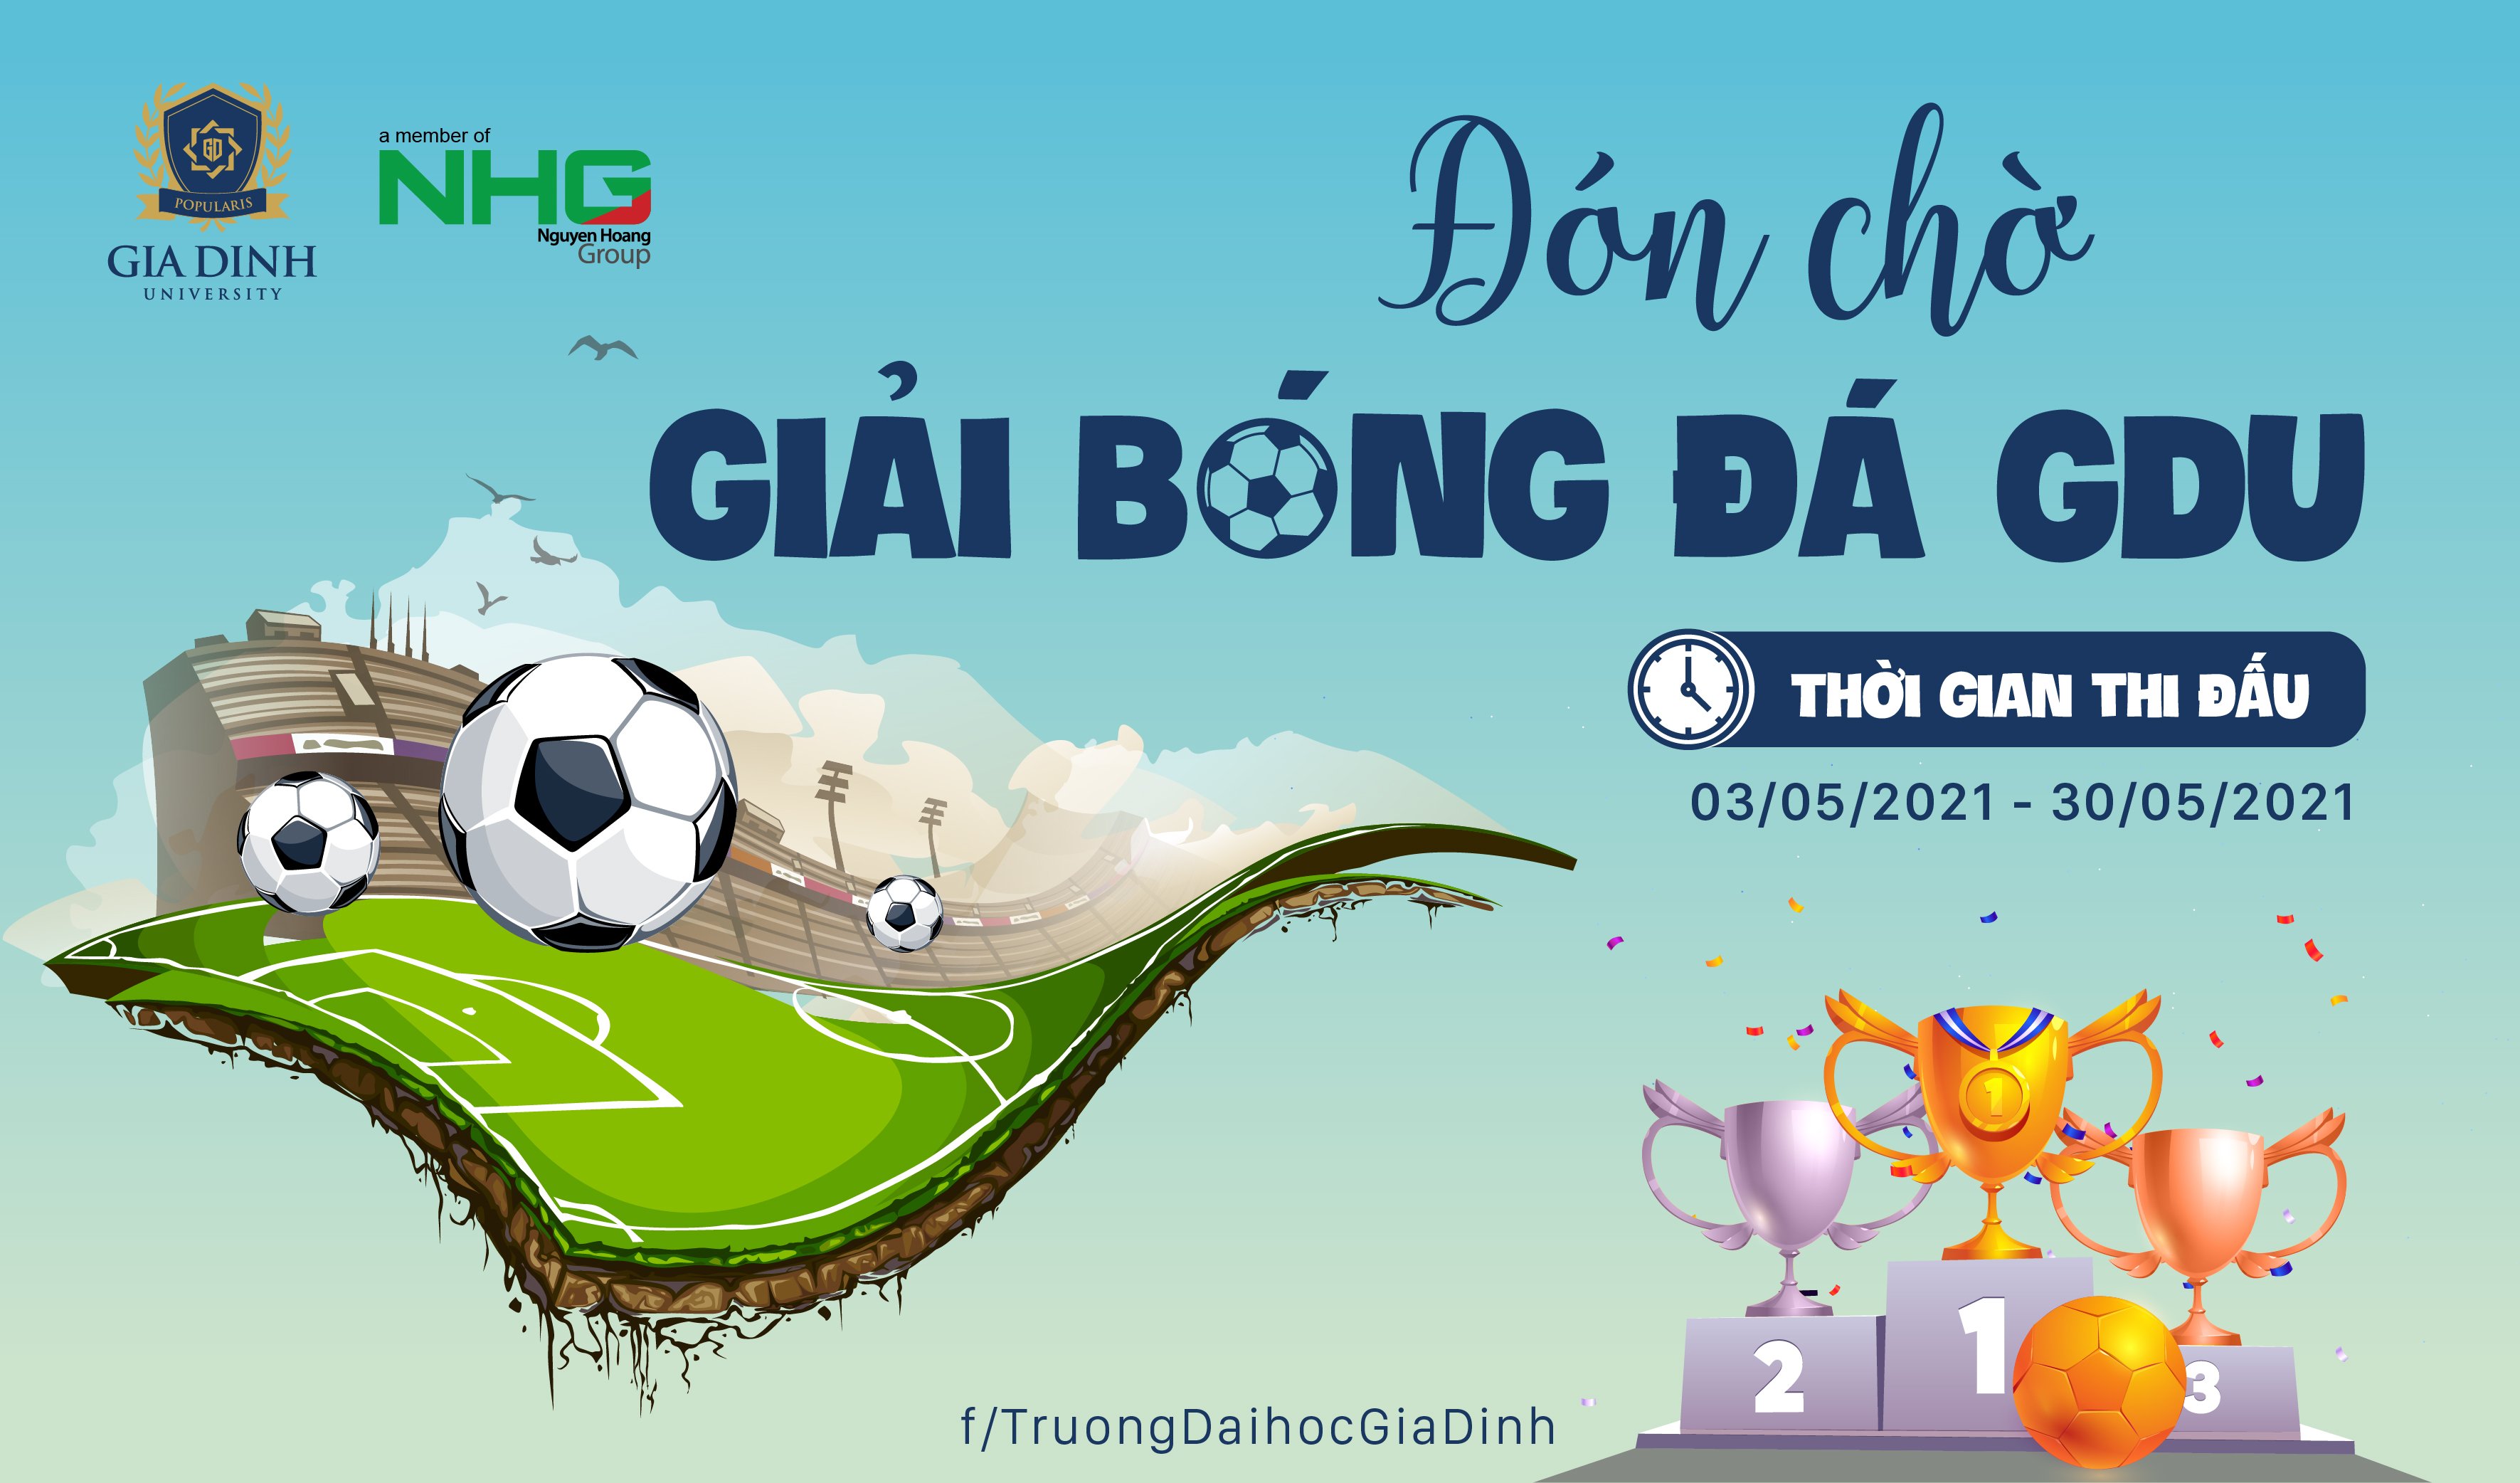 POPULARIS
GIA DINH
UNIVERSITY
a member of
NHG
Nguyen Hoang
Group
Đón chờ
GIẢI BÓNG ĐÁ GDU
THỜI GIAN THI ĐẤU
03/05/2021 - 30/05/2021
1
2
1
3
f/TruongDaihocGiaDinh